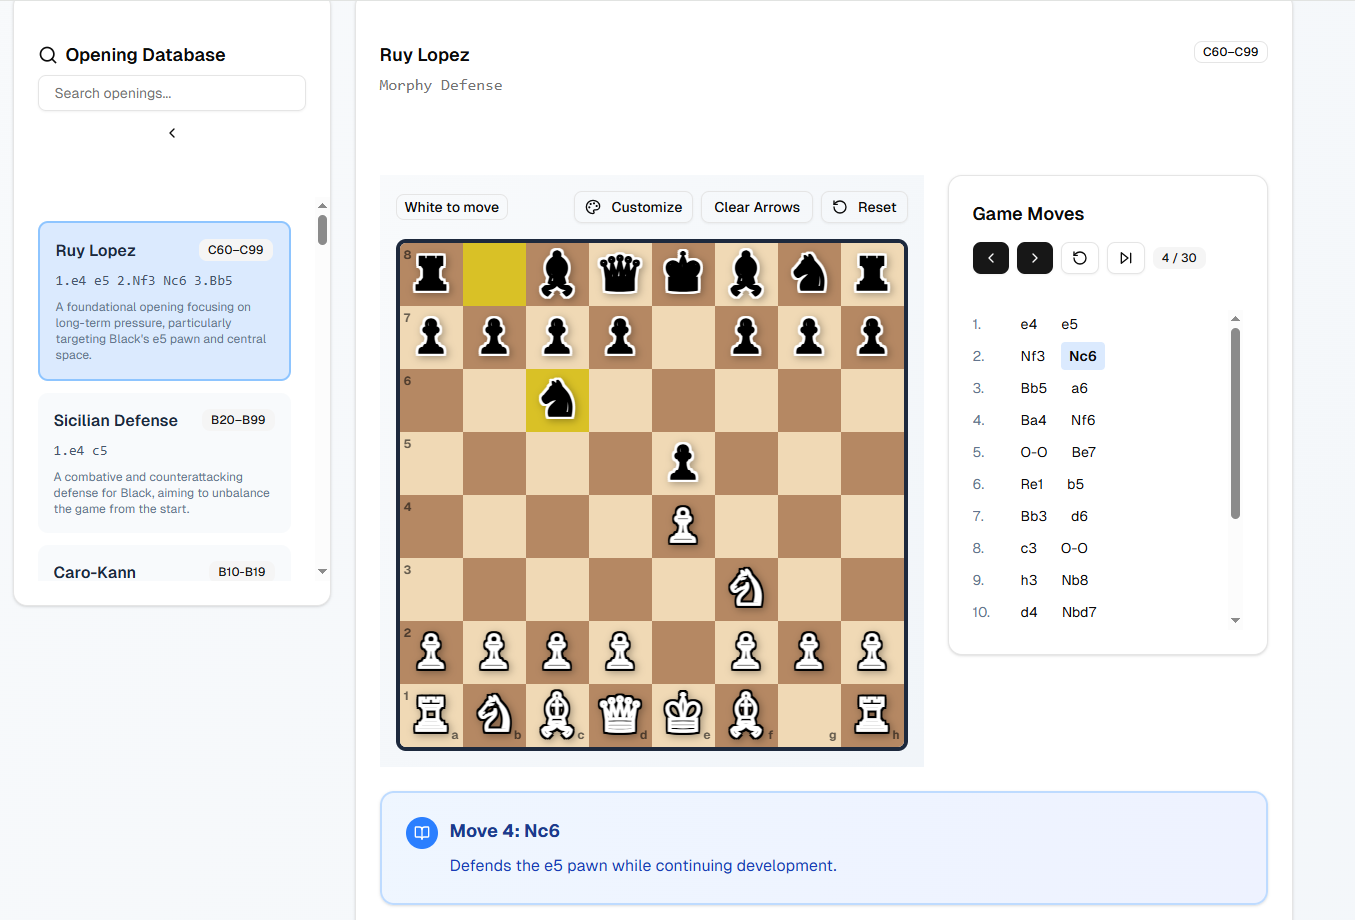 Opening Database
Search openings...
Ruy Lopez C60–C99
1.e4 e5 2.Nf3 Nc6 3.Bb5
A foundational opening focusing on
long-term pressure, particularly
targeting Black's e5 pawn and central
space.
Sicilian Defense B20–B99
1.e4 c5
A combative and counterattacking
defense for Black, aiming to unbalance
the game from the start.
Caro-Kann B10-B19
Ruy Lopez C60–C99
Morphy Defense
White to move Customize Clear Arrows Reset
8
7
6
5
4
3
2
1
a b c d e f g h
Game Moves
4 / 30
1. e4 e5
2. Nf3 Nc6
3. Bb5 a6
4. Ba4 Nf6
5. O-O Be7
6. Re1 b5
7. Bb3 d6
8. c3 O-O
9. h3 Nb8
10. d4 Nbd7
Move 4: Nc6
Defends the e5 pawn while continuing development.